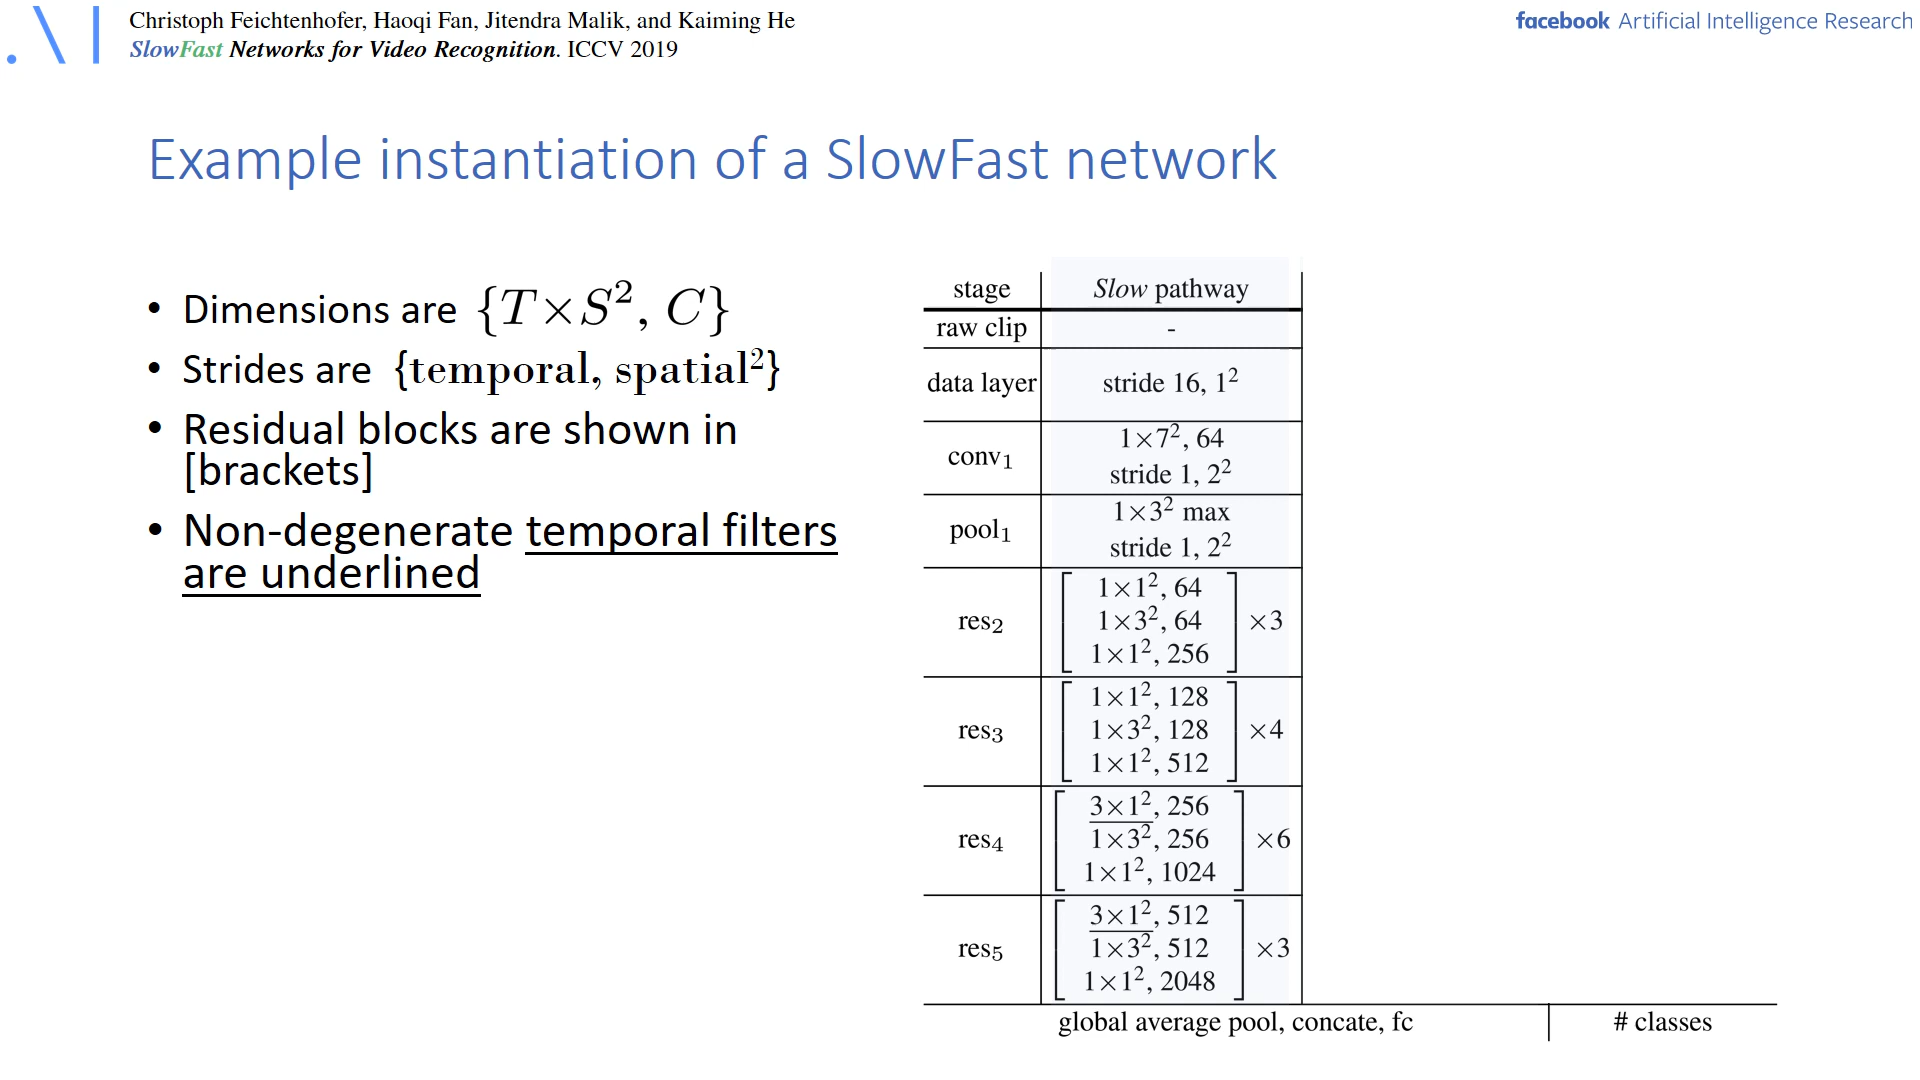 Christoph Feichtenhofer, Haoqi Fan, Jitendra Malik, and Kaiming He
SlowFast Networks for Video Recognition. ICCV 2019
facebook Artificial Intelligence Research
Example instantiation of a SlowFast network
• Dimensions are {T×S², C}
• Strides are {temporal, spatial²}
• Residual blocks are shown in
[brackets]
• Non-degenerate temporal filters
are underlined
stage Slow pathway
raw clip -
data layer stride 16, 1²
conv₁
1×7², 64
stride 1, 2²
pool₁
1×3² max
stride 1, 2²
res₂
1×1², 64
1×3², 64
1×1², 256
×3
res₃
1×1², 128
1×3², 128
1×1², 512
×4
res₄
3×1², 256
1×3², 256
1×1², 1024
×6
res₅
3×1², 512
1×3², 512
1×1², 2048
×3
global average pool, concate, fc # classes